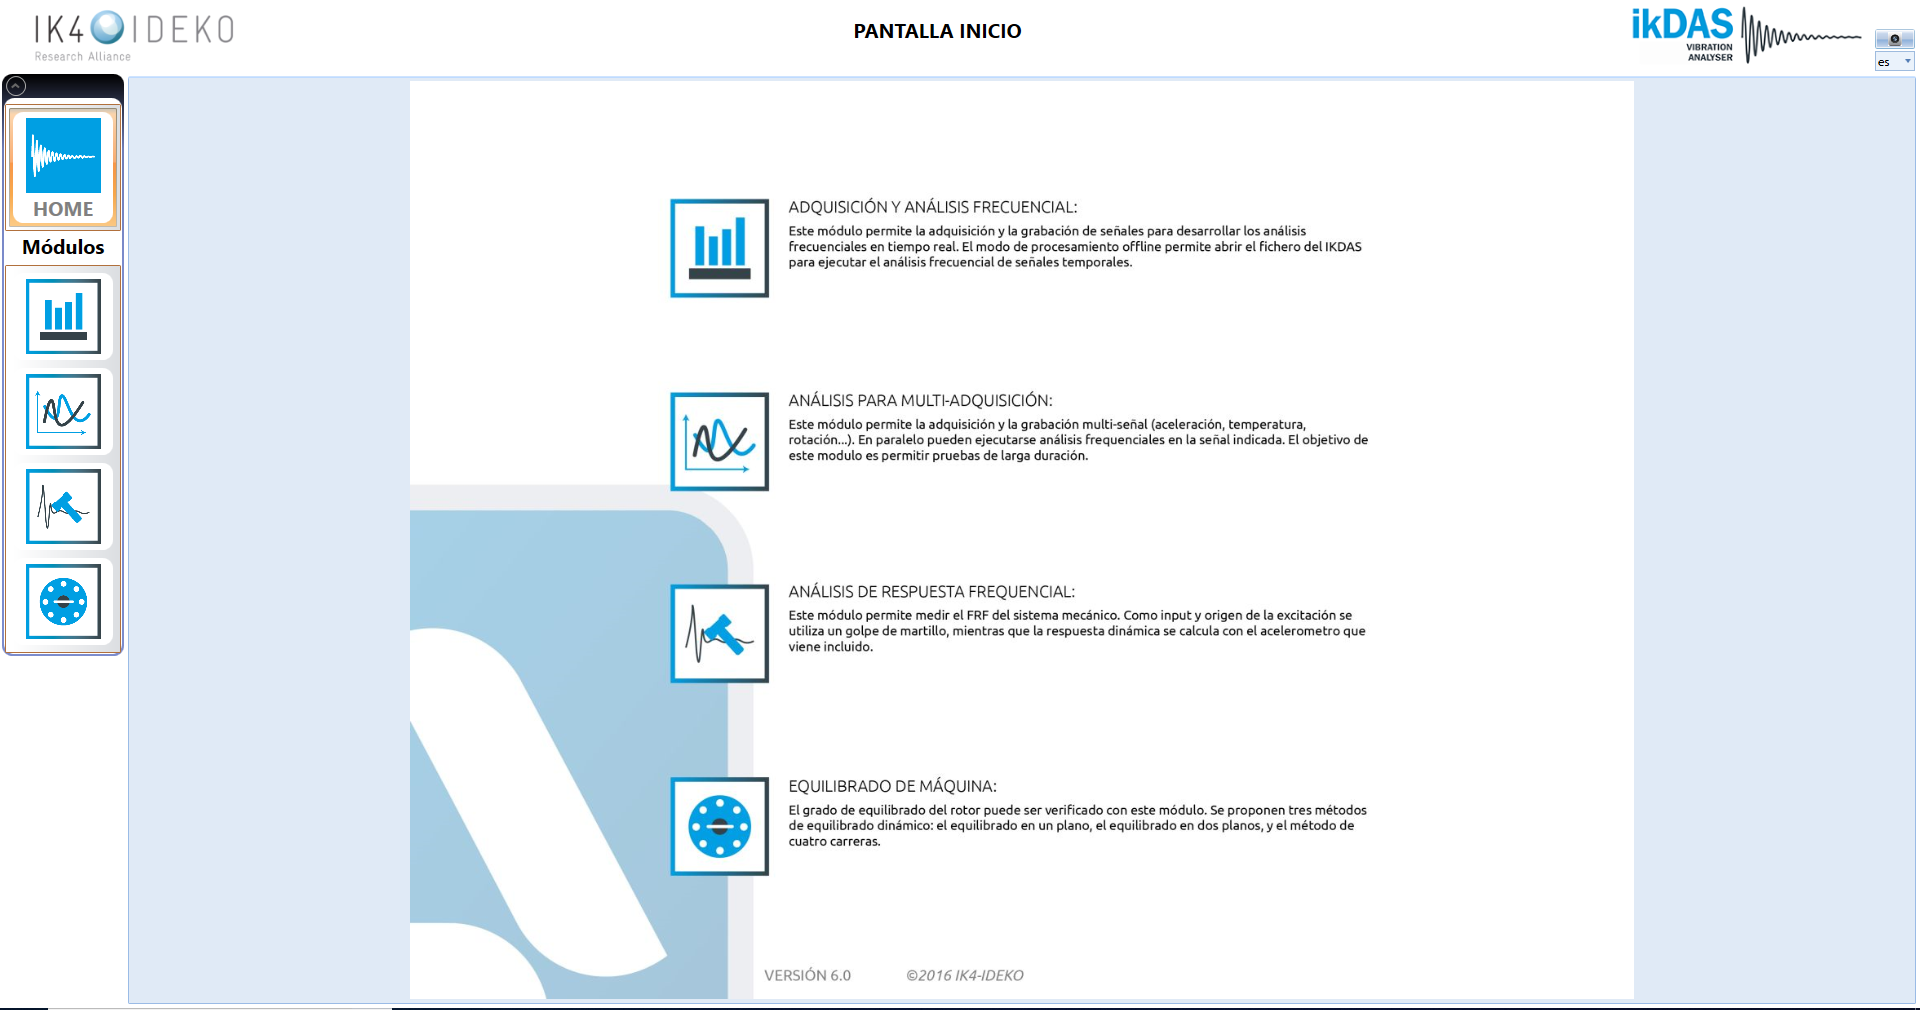 IK4 IDEKO
Research Alliance
PANTALLA INICIO
ikDAS
VIBRATION
ANALYSER
es
HOME
Módulos
ADQUISICIÓN Y ANÁLISIS FRECUENCIAL:
Este módulo permite la adquisición y la grabación de señales para desarrollar los análisis
frecuenciales en tiempo real. El modo de procesamiento offline permite abrir el fichero del IKDAS
para ejecutar el análisis frecuencial de señales temporales.
ANÁLISIS PARA MULTI-ADQUISICIÓN:
Este módulo permite la adquisición y la grabación multi-señal (aceleración, temperatura,
rotación...). En paralelo pueden ejecutarse análisis frequenciales en la señal indicada. El objetivo de
este modulo es permitir pruebas de larga duración.
ANÁLISIS DE RESPUESTA FREQUENCIAL:
Este módulo permite medir el FRF del sistema mecánico. Como input y origen de la excitación se
utiliza un golpe de martillo, mientras que la respuesta dinámica se calcula con el acelerometro que
viene incluido.
EQUILIBRADO DE MÁQUINA:
El grado de equilibrado del rotor puede ser verificado con este módulo. Se proponen tres métodos
de equilibrado dinámico: el equilibrado en un plano, el equilibrado en dos planos, y el método de
cuatro carreras.
VERSIÓN 6.0 ©2016 IK4-IDEKO